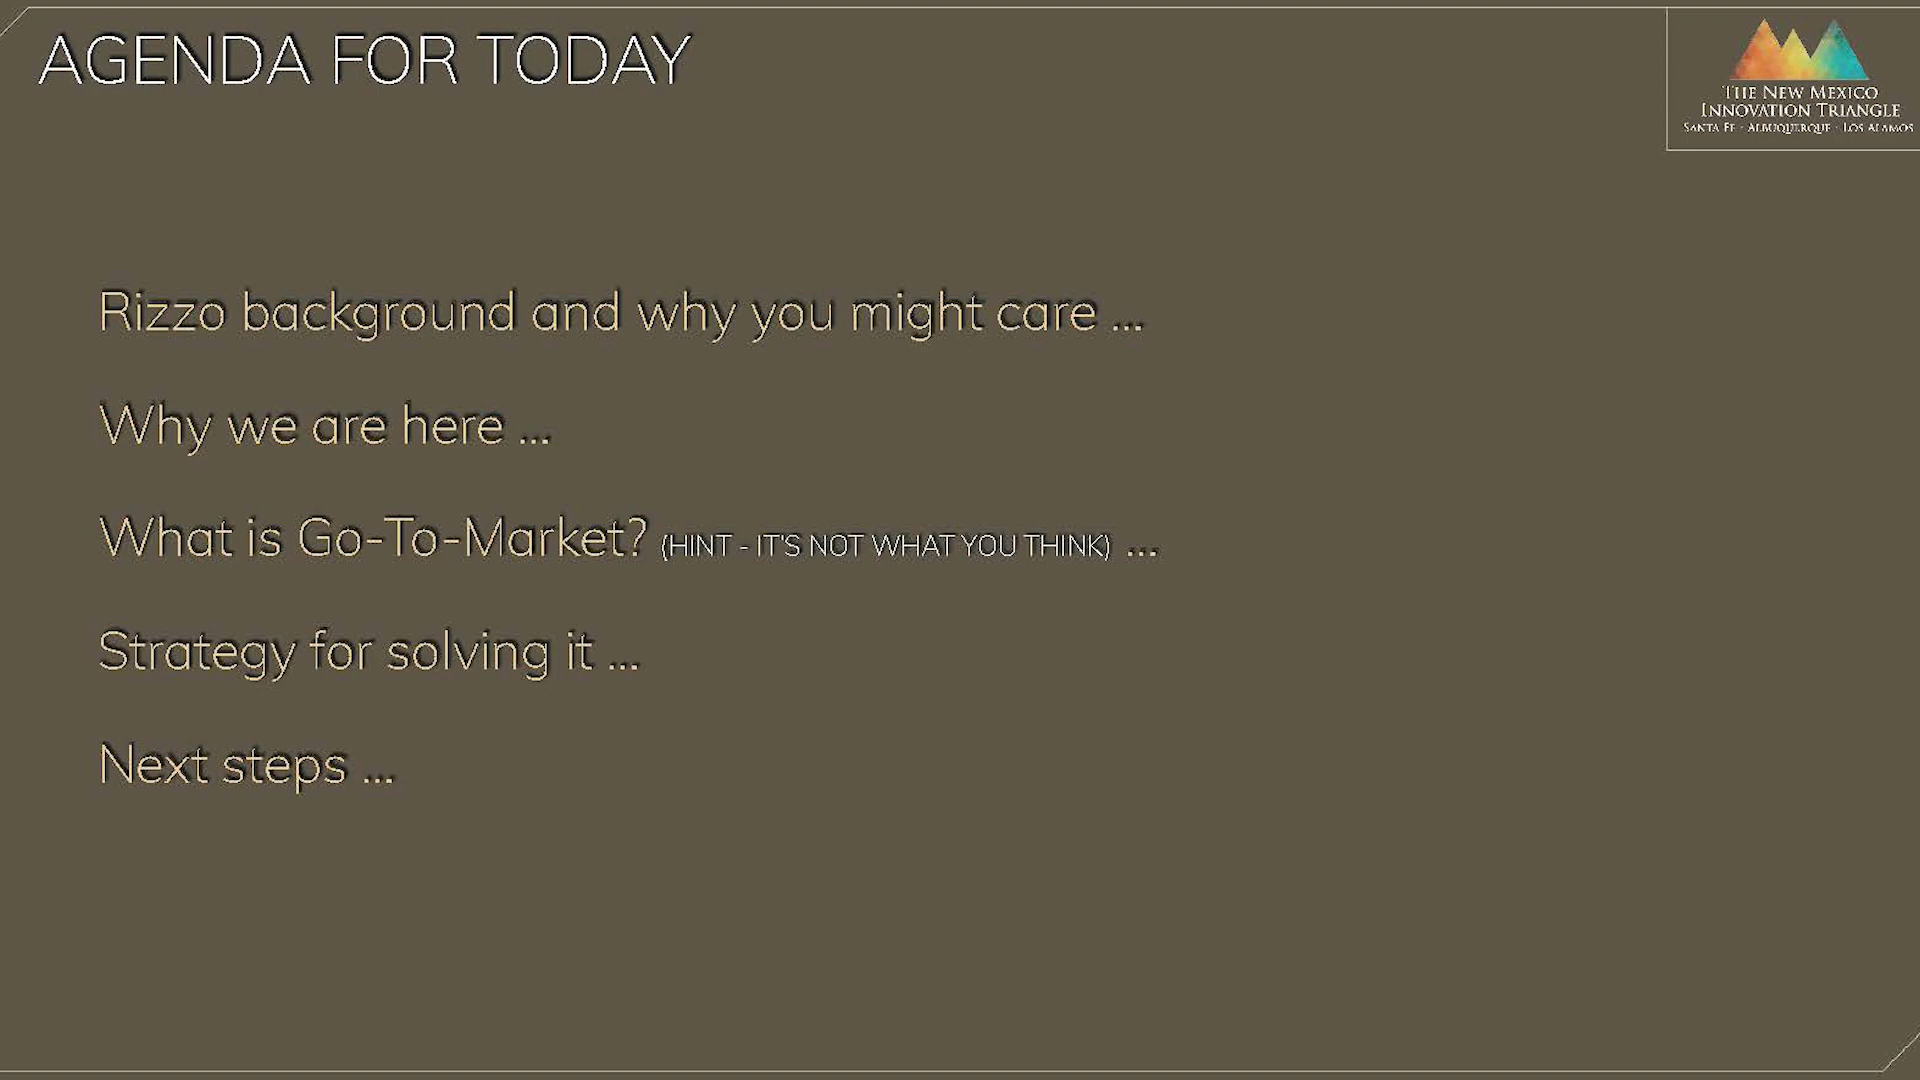 AGENDA FOR TODAY
THE NEW MEXICO
INNOVATION TRIANGLE
SANTA FE · ALBUQUERQUE · LOS ALAMOS
Rizzo background and why you might care ...
Why we are here ...
What is Go-To-Market? (HINT - IT'S NOT WHAT YOU THINK) ...
Strategy for solving it ...
Next steps ...